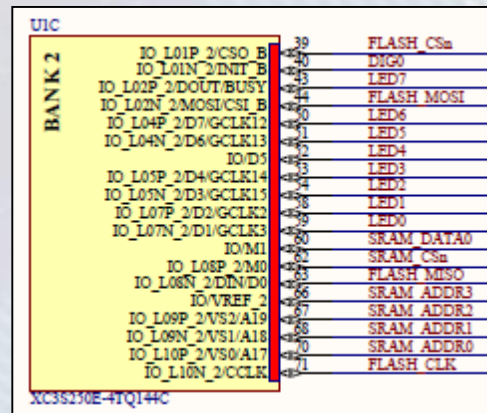 U1C
BANK 2
IO_L01P_2/CSO_B 39 FLASH_CSn
IO_L01N_2/INIT_B 40 DIG0
IO_L02P_2/DOUT/BUSY 43 LED7
IO_L02N_2/MOSI/CSI_B 44 FLASH_MOSI
IO_L04P_2/D7/GCLK12 50 LED6
IO_L04N_2/D6/GCLK13 51 LED5
IO/D5 52 LED4
IO_L05P_2/D4/GCLK14 53 LED3
IO_L05N_2/D3/GCLK15 54 LED2
IO_L07P_2/D2/GCLK2 58 LED1
IO_L07N_2/D1/GCLK3 59 LED0
IO/M1 60 SRAM_DATA0
IO_L08P_2/M0 62 SRAM_CSn
IO_L08N_2/DIN/D0 63 FLASH_MISO
IO/VREF_2 66 SRAM_ADDR3
IO_L09P_2/VS2/A19 67 SRAM_ADDR2
IO_L09N_2/VS1/A18 68 SRAM_ADDR1
IO_L10P_2/VS0/A17 70 SRAM_ADDR0
IO_L10N_2/CCLK 71 FLASH_CLK
XC3S250E-4TQ144C